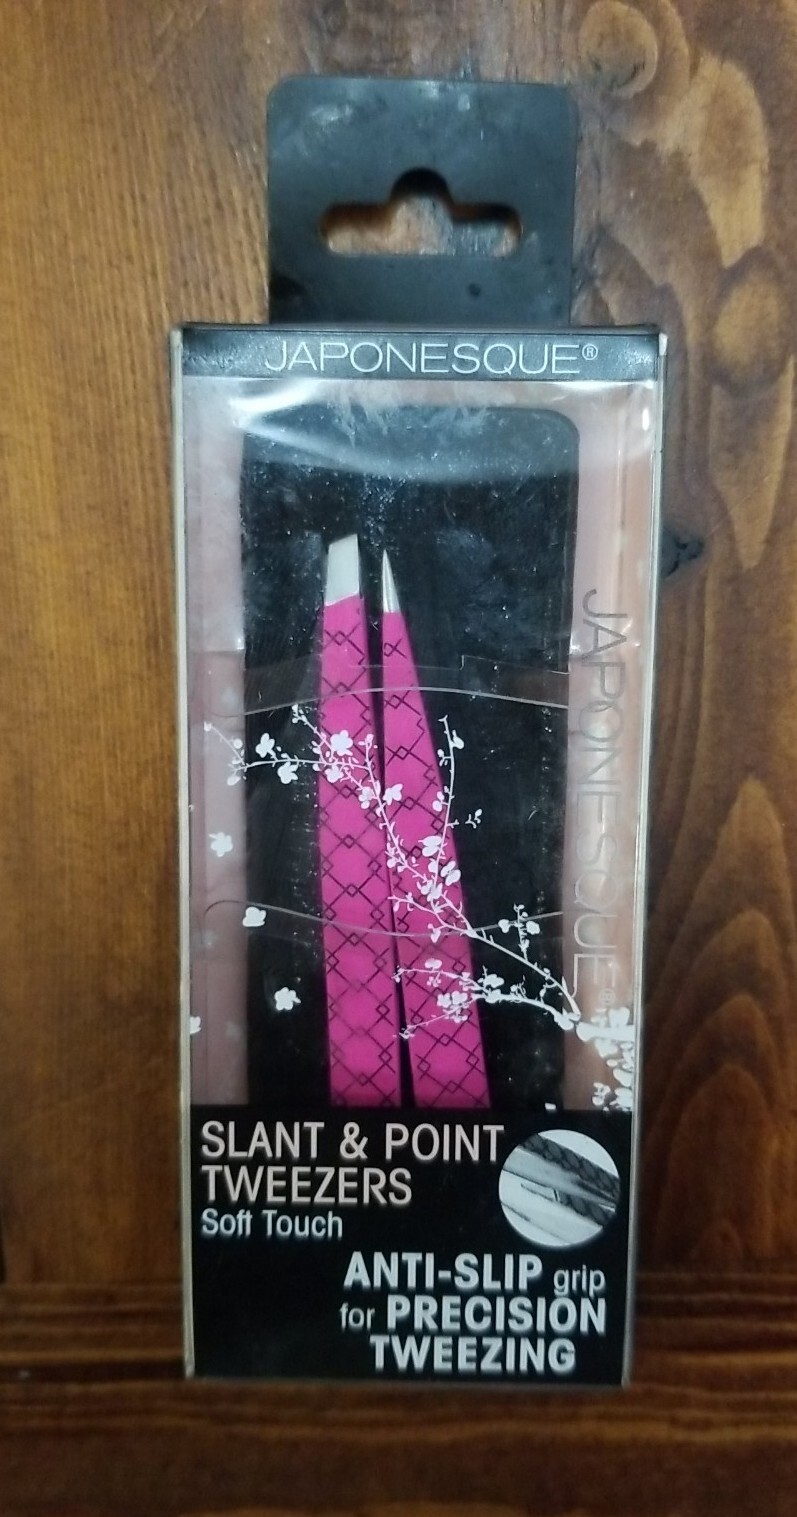 JAPONESQUE®
JAPONESQUE®
SLANT & POINT
TWEEZERS
Soft Touch
ANTI-SLIP grip
for PRECISION
TWEEZING